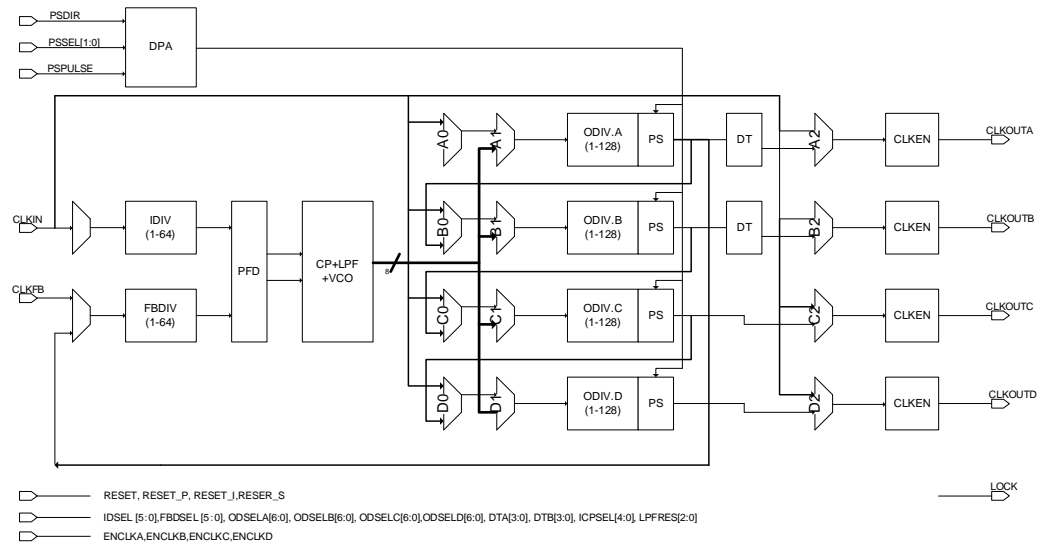 PSDIR
PSSEL[1:0]
PSPULSE
DPA
CLKIN
CLKFB
IDIV
(1-64)
FBDIV
(1-64)
PFD
CP+LPF
+VCO
8
A0
A1
ODIV.A
(1-128)
PS
DT
A2
CLKEN
CLKOUTA
B0
B1
ODIV.B
(1-128)
PS
DT
B2
CLKEN
CLKOUTB
C0
C1
ODIV.C
(1-128)
PS
C2
CLKEN
CLKOUTC
D0
D1
ODIV.D
(1-128)
PS
D2
CLKEN
CLKOUTD
LOCK
RESET, RESET_P, RESET_I,RESER_S
IDSEL [5:0],FBDSEL [5:0], ODSELA[6:0], ODSELB[6:0], ODSELC[6:0],ODSELD[6:0], DTA[3:0], DTB[3:0], ICPSEL[4:0], LPFRES[2:0]
ENCLKA,ENCLKB,ENCLKC,ENCLKD